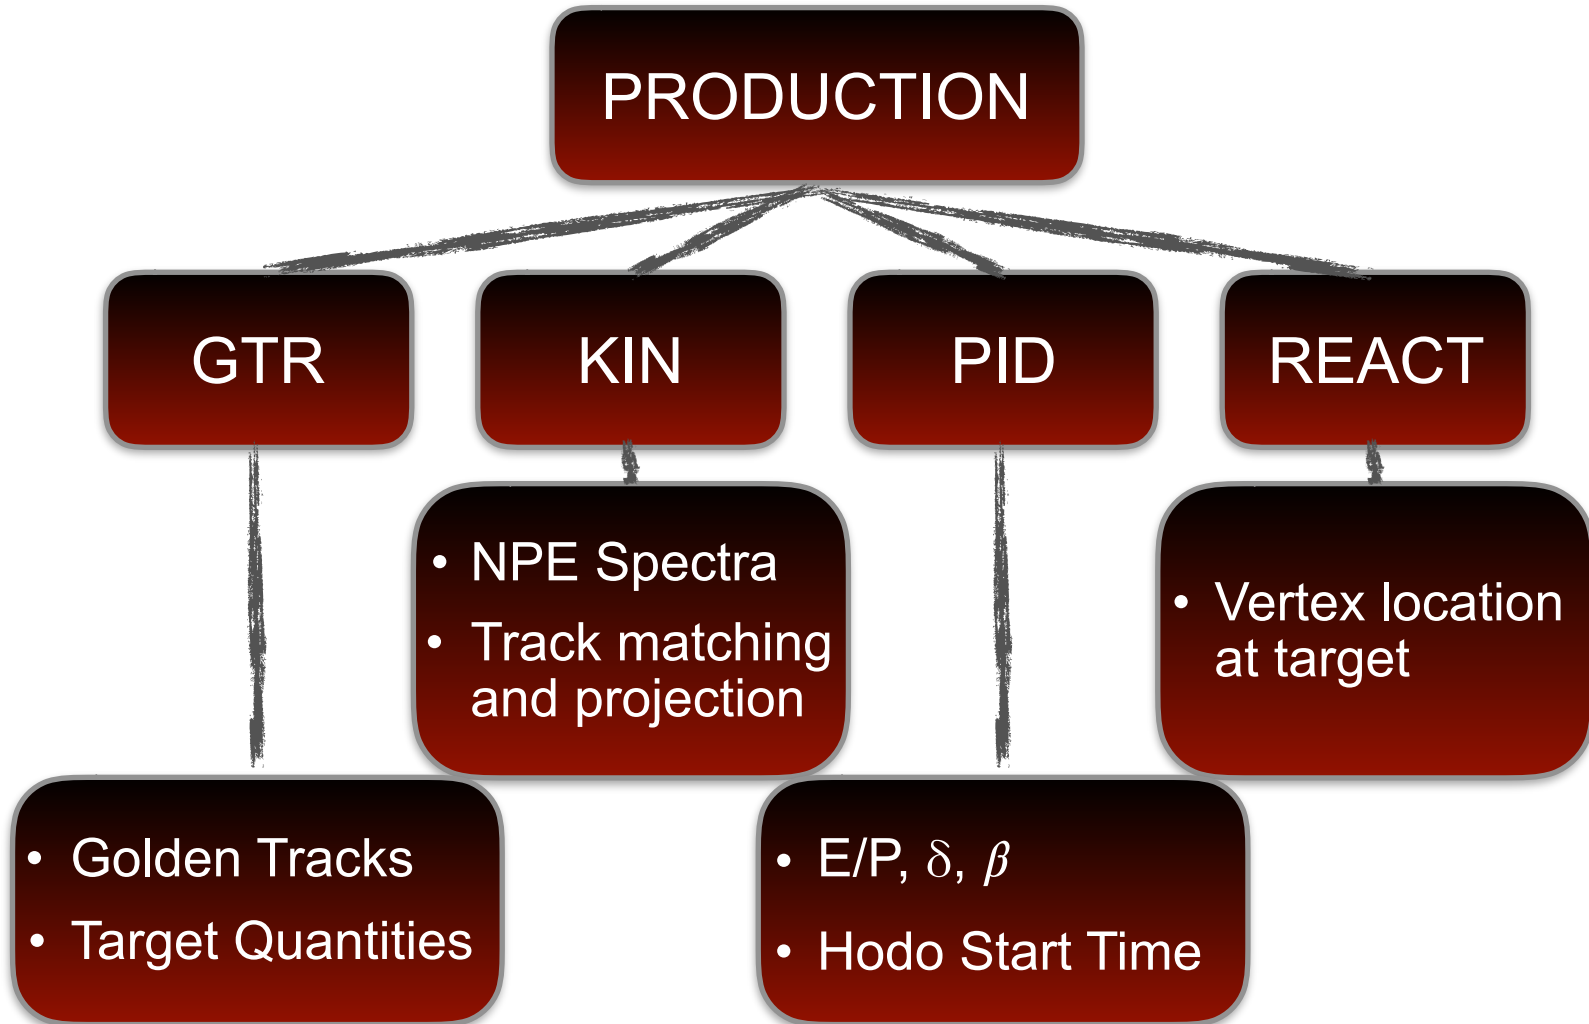 PRODUCTION
GTR
KIN
PID
REACT
• NPE Spectra
• Track matching
and projection
• Vertex location
at target
• Golden Tracks
• Target Quantities
• E/P, δ, β
• Hodo Start Time